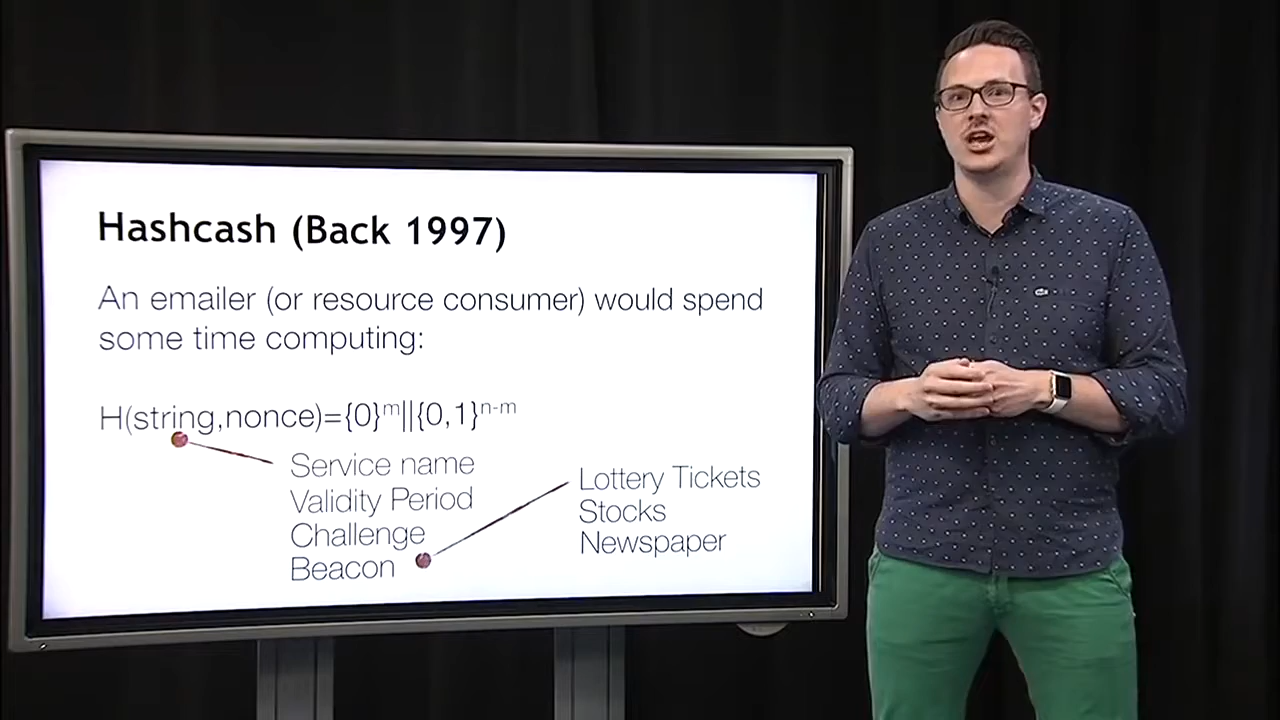 Hashcash (Back 1997)
An emailer (or resource consumer) would spend
some time computing:
H(string,nonce)={0}ᵐ||{0,1}ⁿ⁻ᵐ
Service name
Validity Period
Challenge
Beacon
Lottery Tickets
Stocks
Newspaper